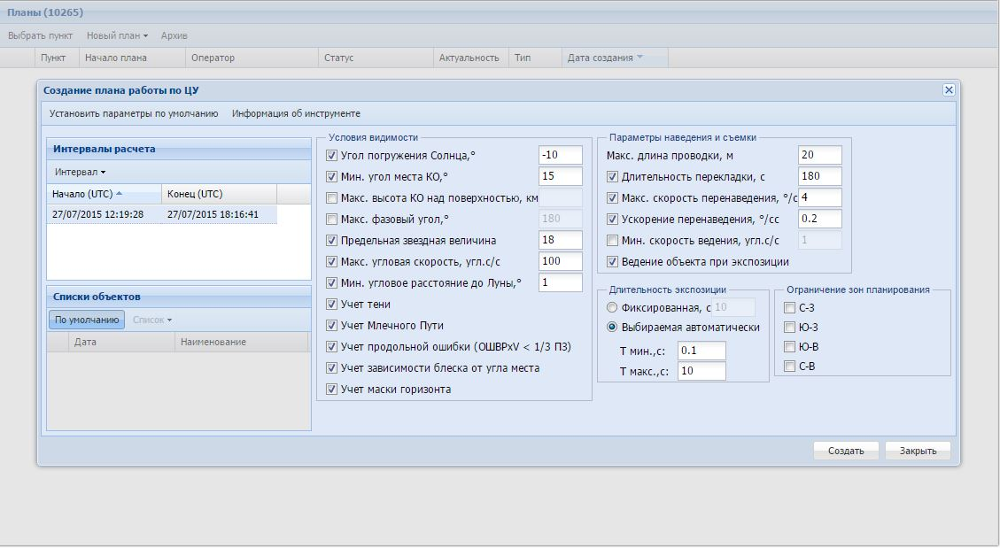 Планы (10265)
Выбрать пункт Новый план Архив
Пункт Начало плана Оператор Статус Актуальность Тип Дата создания
Создание плана работы по ЦУ
Установить параметры по умолчанию Информация об инструменте
Интервалы расчета
Интервал
Начало (UTC) Конец (UTC)
27/07/2015 12:19:28 27/07/2015 18:16:41
Списки объектов
По умолчанию Список
Дата Наименование
Условия видимости
Угол погружения Солнца,° -10
Мин. угол места КО,° 15
Макс. высота КО над поверхностью, км
Макс. фазовый угол,° 180
Предельная звездная величина 18
Макс. угловая скорость, угл.с/с 100
Мин. угловое расстояние до Луны,° 1
Учет тени
Учет Млечного Пути
Учет продольной ошибки (ОШВРxV < 1/3 ПЗ)
Учет зависимости блеска от угла места
Учет маски горизонта
Параметры наведения и съемки
Макс. длина проводки, м 20
Длительность перекладки, с 180
Макс. скорость перенаведения, °/с 4
Ускорение перенаведения, °/сс 0.2
Мин. скорость ведения, угл.с/с 1
Ведение объекта при экспозиции
Длительность экспозиции
Фиксированная, с 10
Выбираемая автоматически
Т мин.,с: 0.1
Т макс.,с: 10
Ограничение зон планирования
С-З
Ю-З
Ю-В
С-В
Создать Закрыть